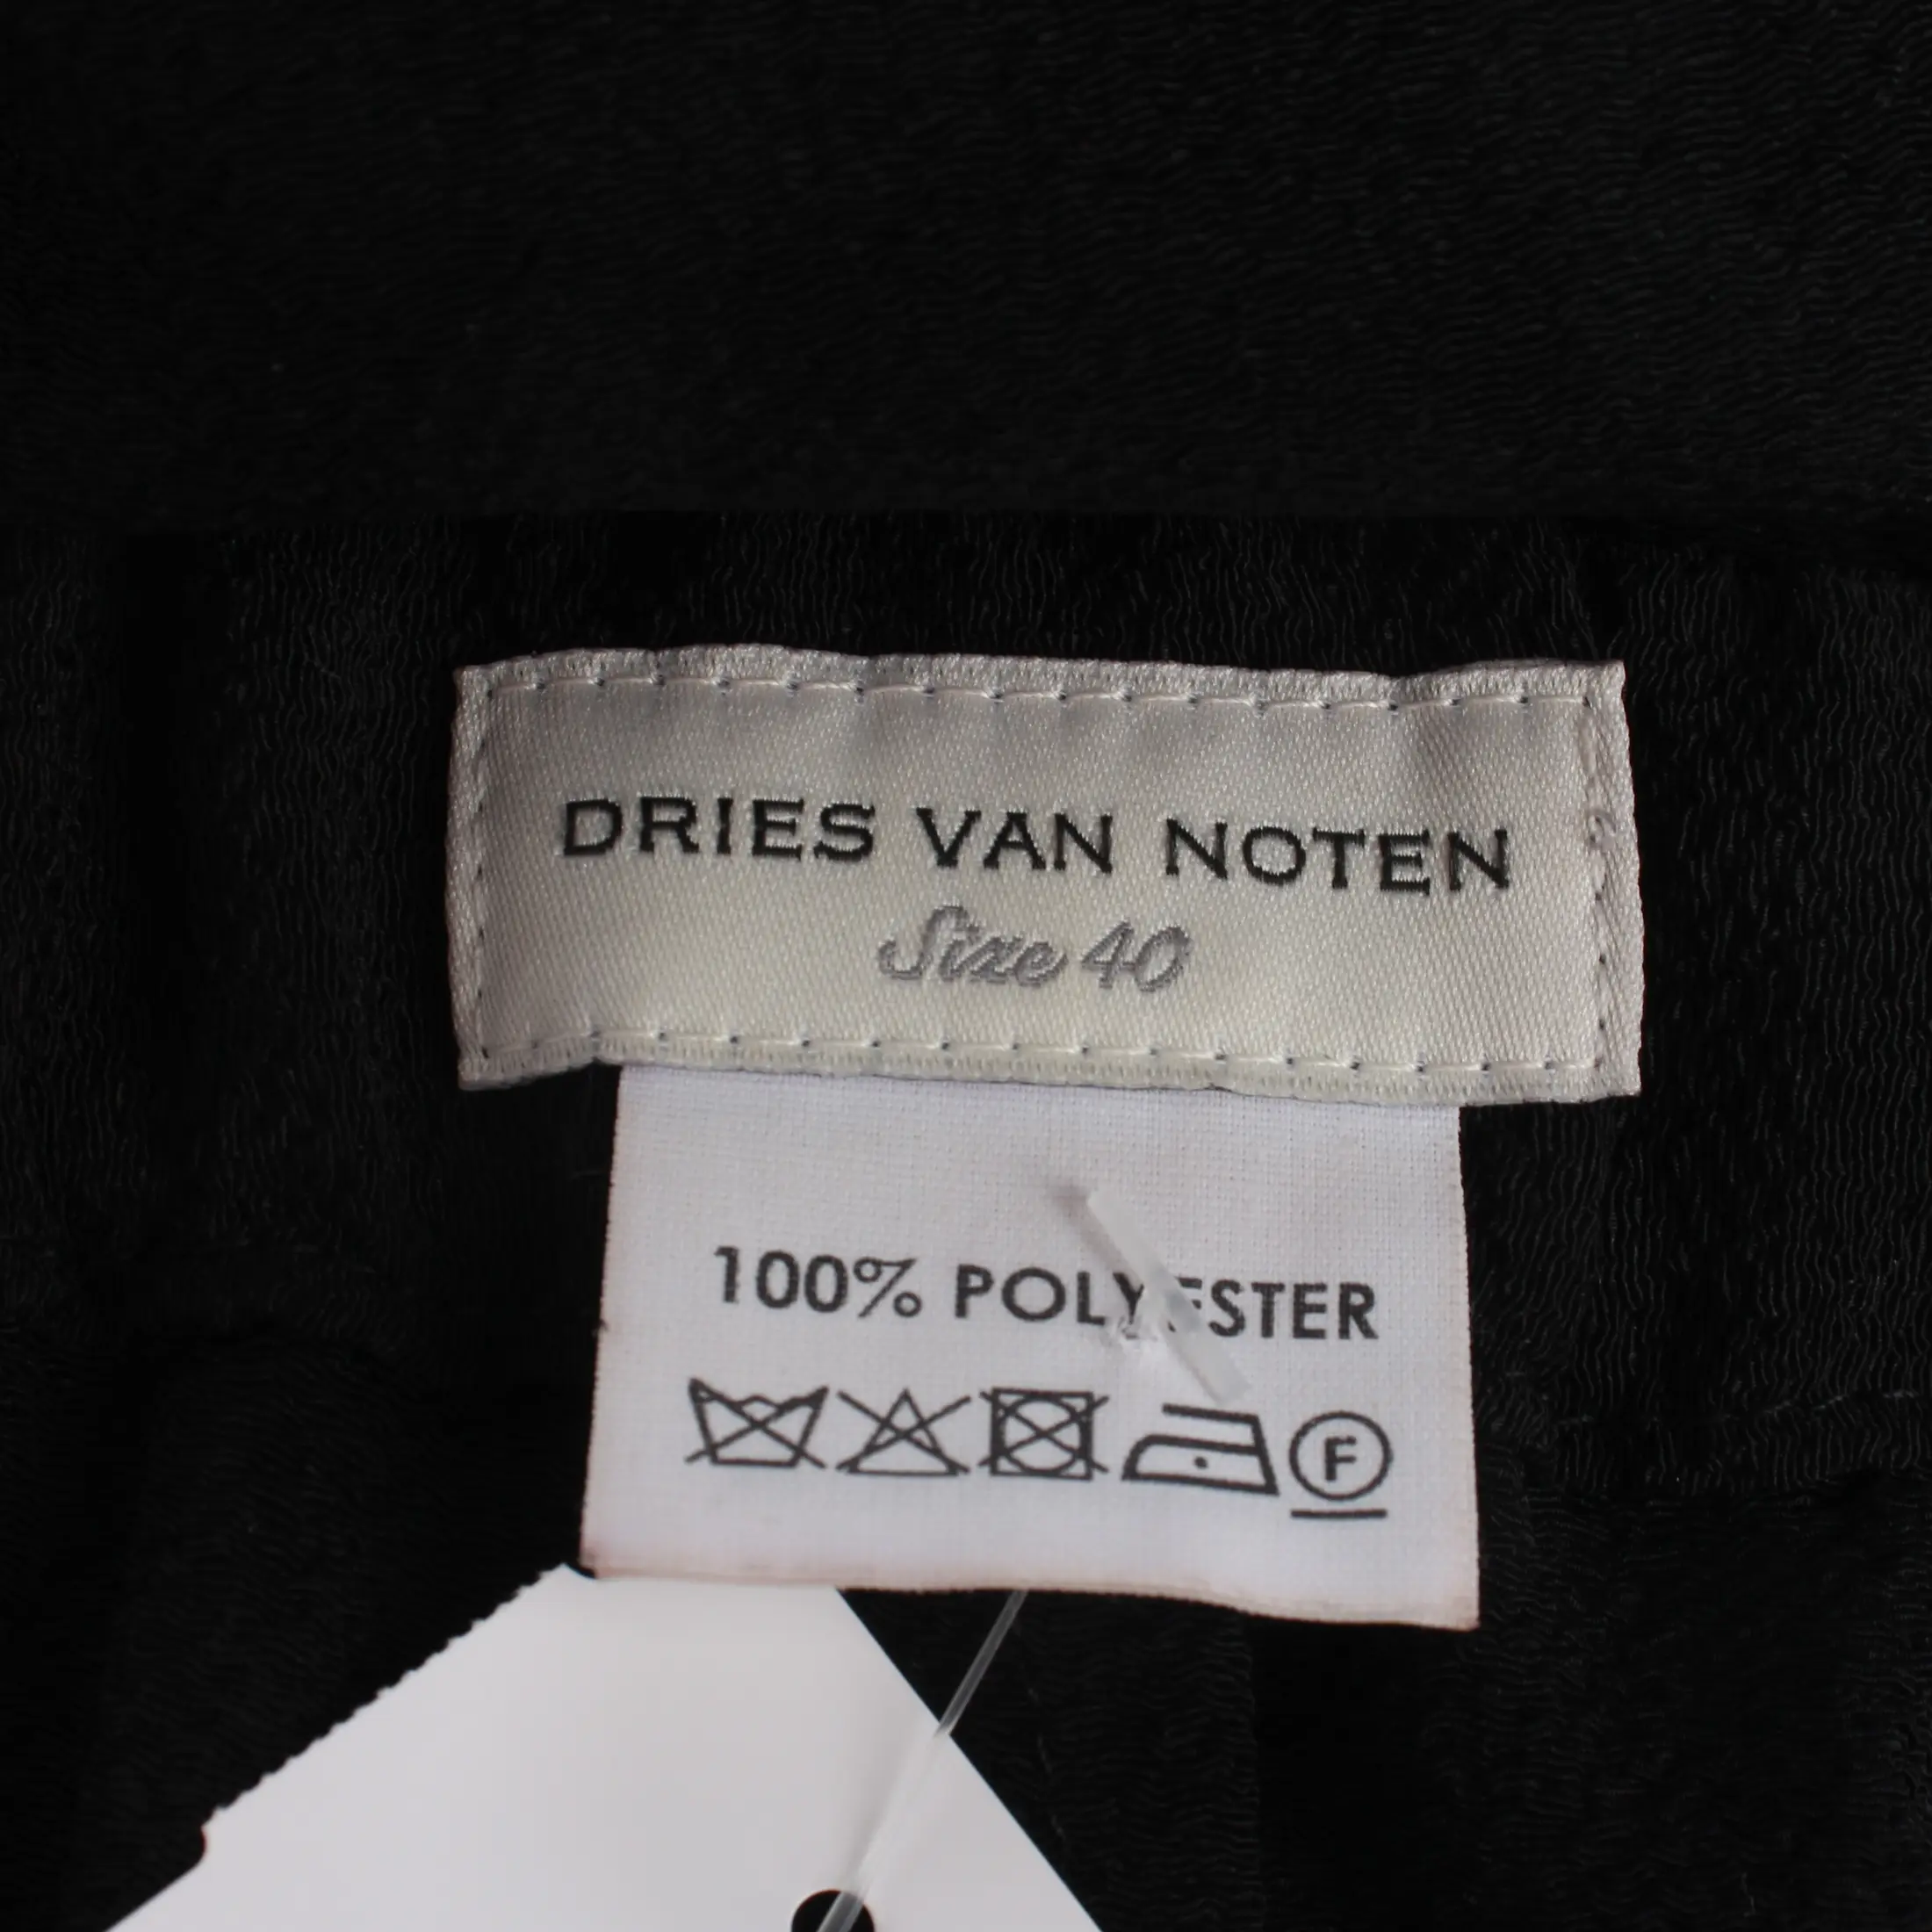 DRIES VAN NOTEN
Size 40
100% POLYESTER
F